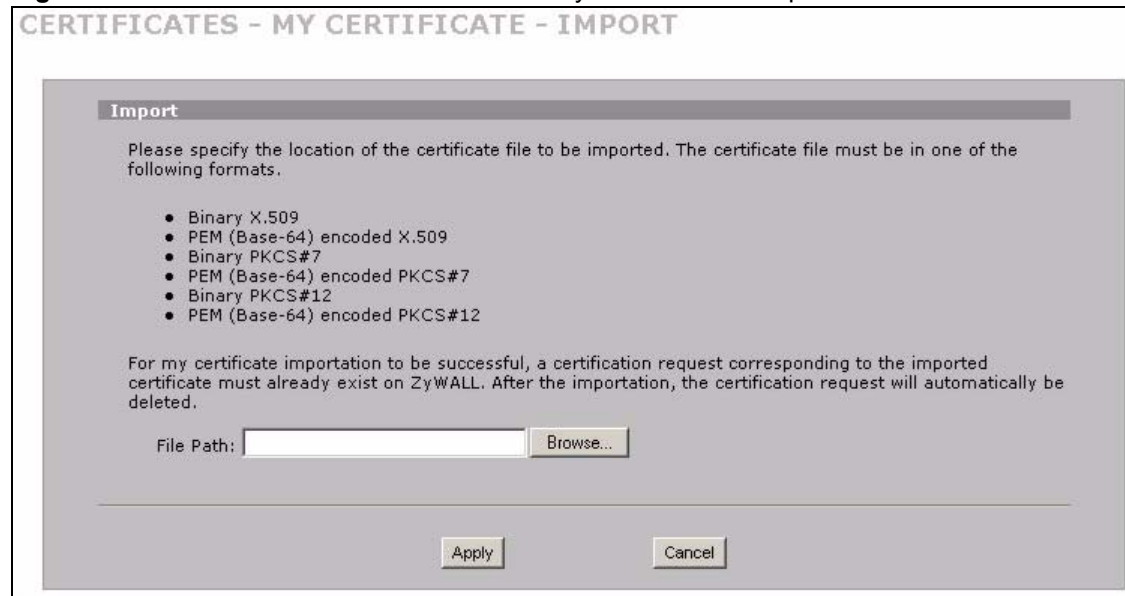 CERTIFICATES - MY CERTIFICATE - IMPORT
Import
Please specify the location of the certificate file to be imported. The certificate file must be in one of the
following formats.
● Binary X.509
● PEM (Base-64) encoded X.509
● Binary PKCS#7
● PEM (Base-64) encoded PKCS#7
● Binary PKCS#12
● PEM (Base-64) encoded PKCS#12
For my certificate importation to be successful, a certification request corresponding to the imported
certificate must already exist on ZyWALL. After the importation, the certification request will automatically be
deleted.
File Path:
Browse...
Apply
Cancel